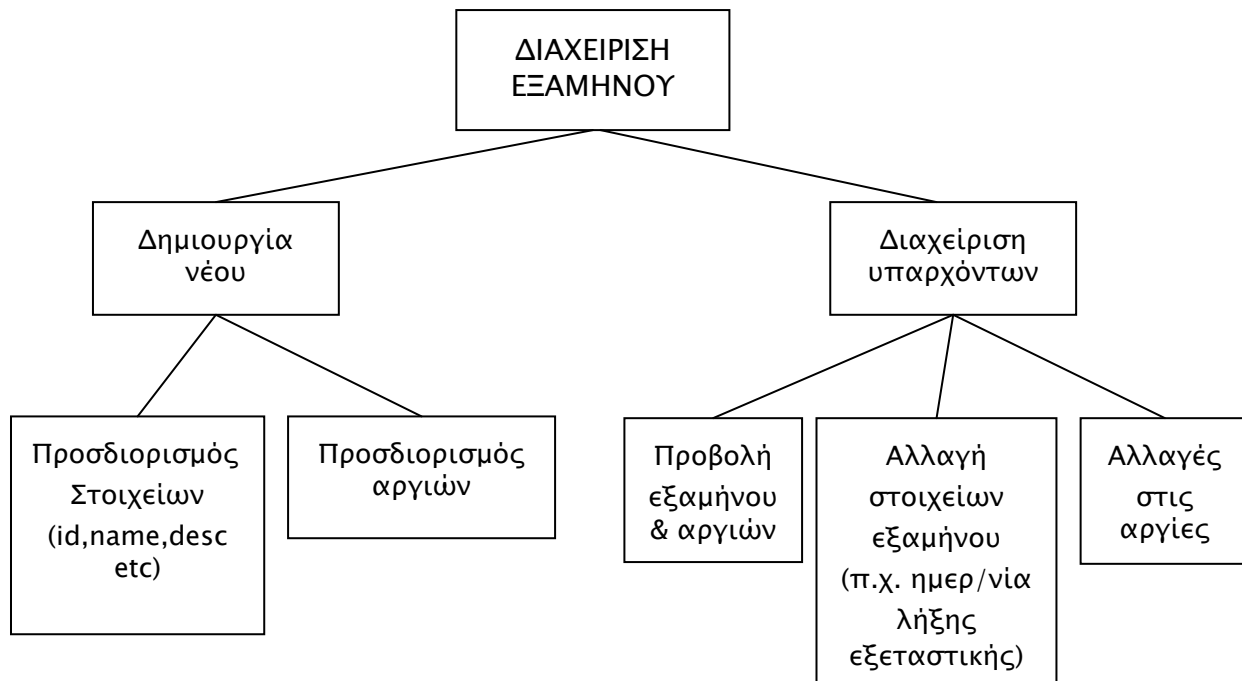 ΔΙΑΧΕΙΡΙΣΗ
ΕΞΑΜΗΝΟΥ
Δημιουργία
νέου
Διαχείριση
υπαρχόντων
Προσδιορισμός
Στοιχείων
(id,name,desc
etc)
Προσδιορισμός
αργιών
Προβολή
εξαμήνου
& αργιών
Αλλαγή
στοιχείων
εξαμήνου
(π.χ. ημερ/νία
λήξης
εξεταστικής)
Αλλαγές
στις
αργίες